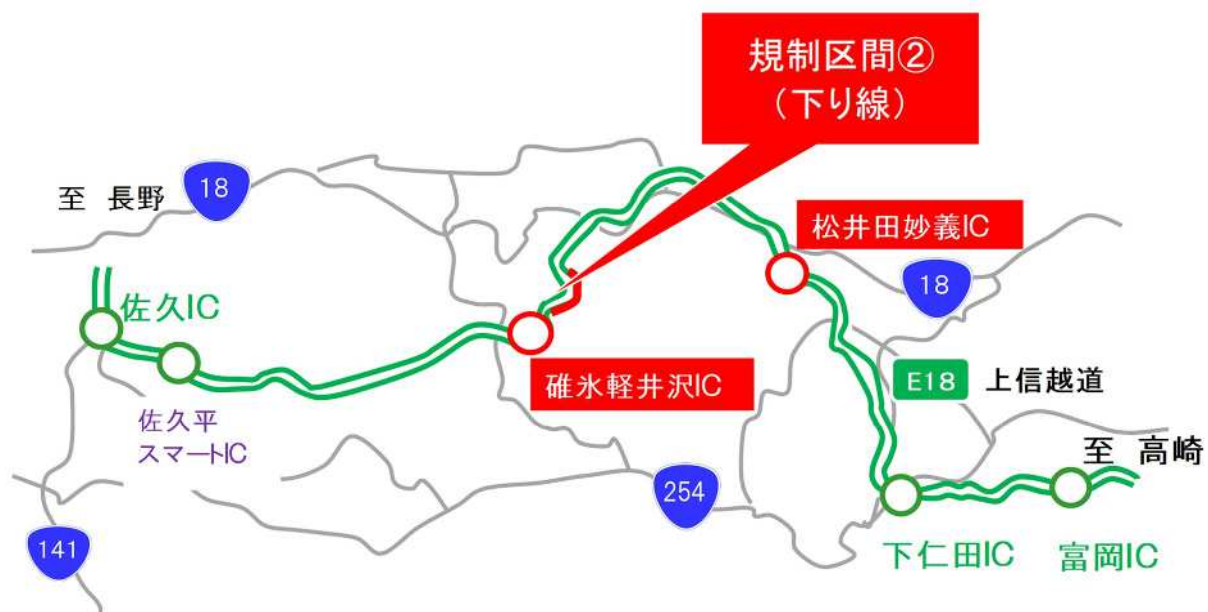 規制区間②
(下り線)
至 長野
18
松井田妙義IC
18
佐久IC
碓氷軽井沢IC
E18 上信越道
佐久平
スマートIC
至 高崎
254
141
下仁田IC
富岡IC